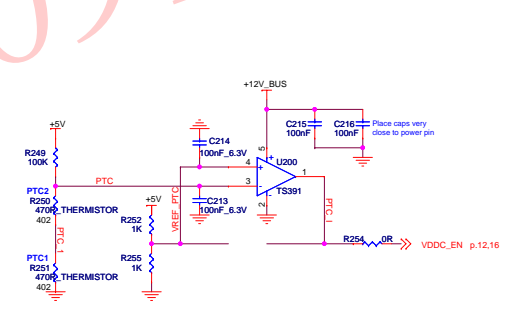 +12V_BUS
C215
100nF
C216
100nF
Place caps very
close to power pin
+5V
C214
100nF_6.3V
R249
100K
U200
TS391
5
4
+
+
1
3
-
-
2
PTC
PTC2
R250
470R_THERMISTOR
402
C213
100nF_6.3V
+5V
R252
1K
VREF_PTC
PTC_I
PTC_1
PTC1
R251
470R_THERMISTOR
402
R255
1K
R254
0R
VDDC_EN p.12,16